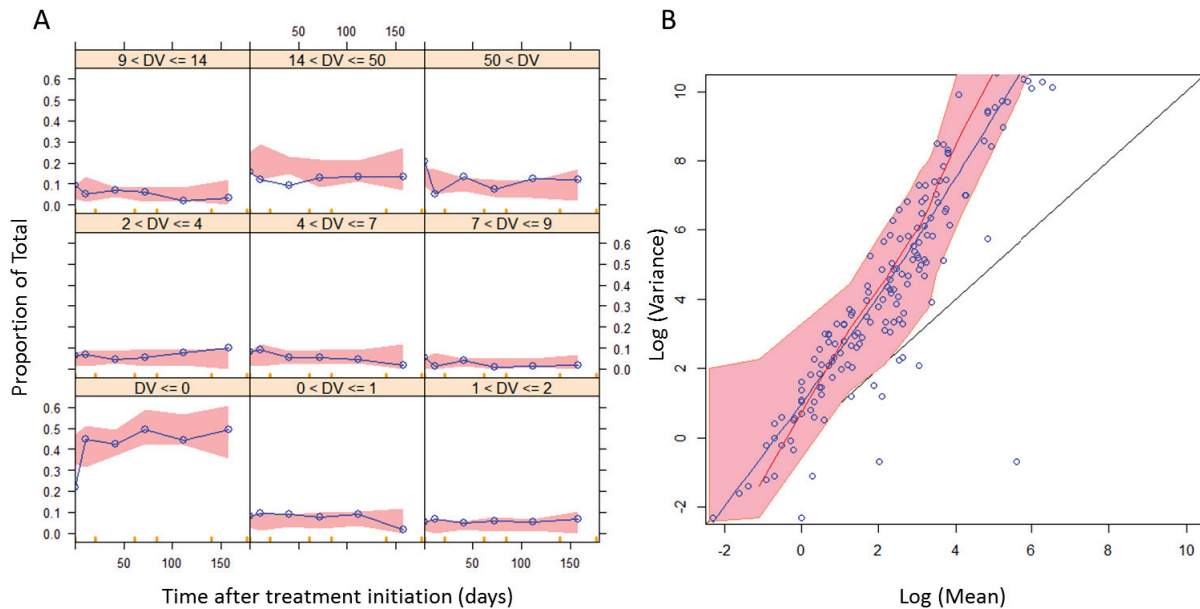 A
B
50 100 150
9 < DV <= 14 14 < DV <= 50 50 < DV
0.6
0.5
0.4
0.3
0.2
0.1
0.0
2 < DV <= 4 4 < DV <= 7 7 < DV <= 9
0.6
0.5
0.4
0.3
0.2
0.1
0.0
DV <= 0 0 < DV <= 1 1 < DV <= 2
0.6
0.5
0.4
0.3
0.2
0.1
0.0
50 100 150 50 100 150
Proportion of Total
Time after treatment initiation (days)
10
8
6
4
2
0
-2
Log (Variance)
-2 0 2 4 6 8 10
Log (Mean)